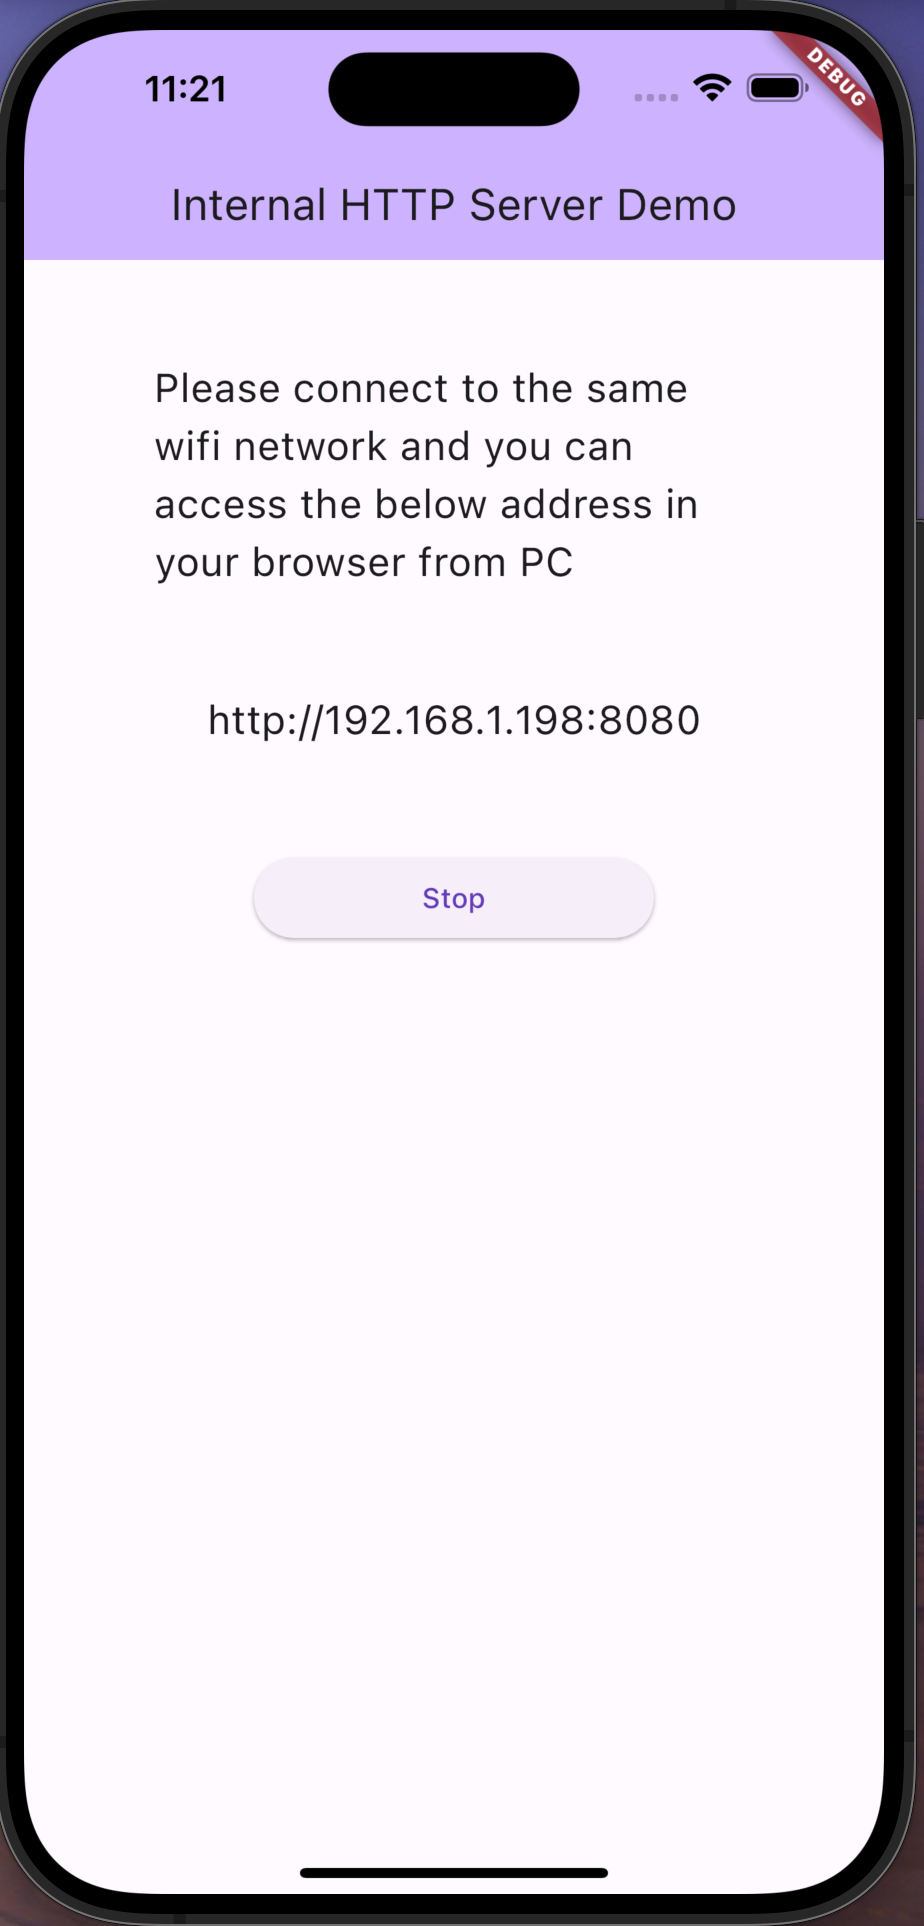 11:21
DEBUG
Internal HTTP Server Demo
Please connect to the same
wifi network and you can
access the below address in
your browser from PC
http://192.168.1.198:8080
Stop